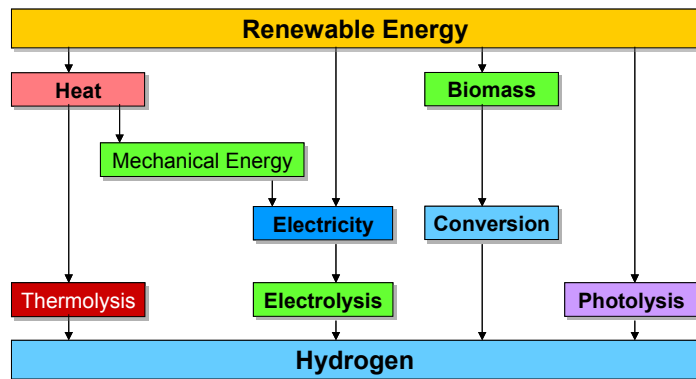 Renewable Energy
Heat
Biomass
Mechanical Energy
Electricity
Conversion
Thermolysis
Electrolysis
Photolysis
Hydrogen